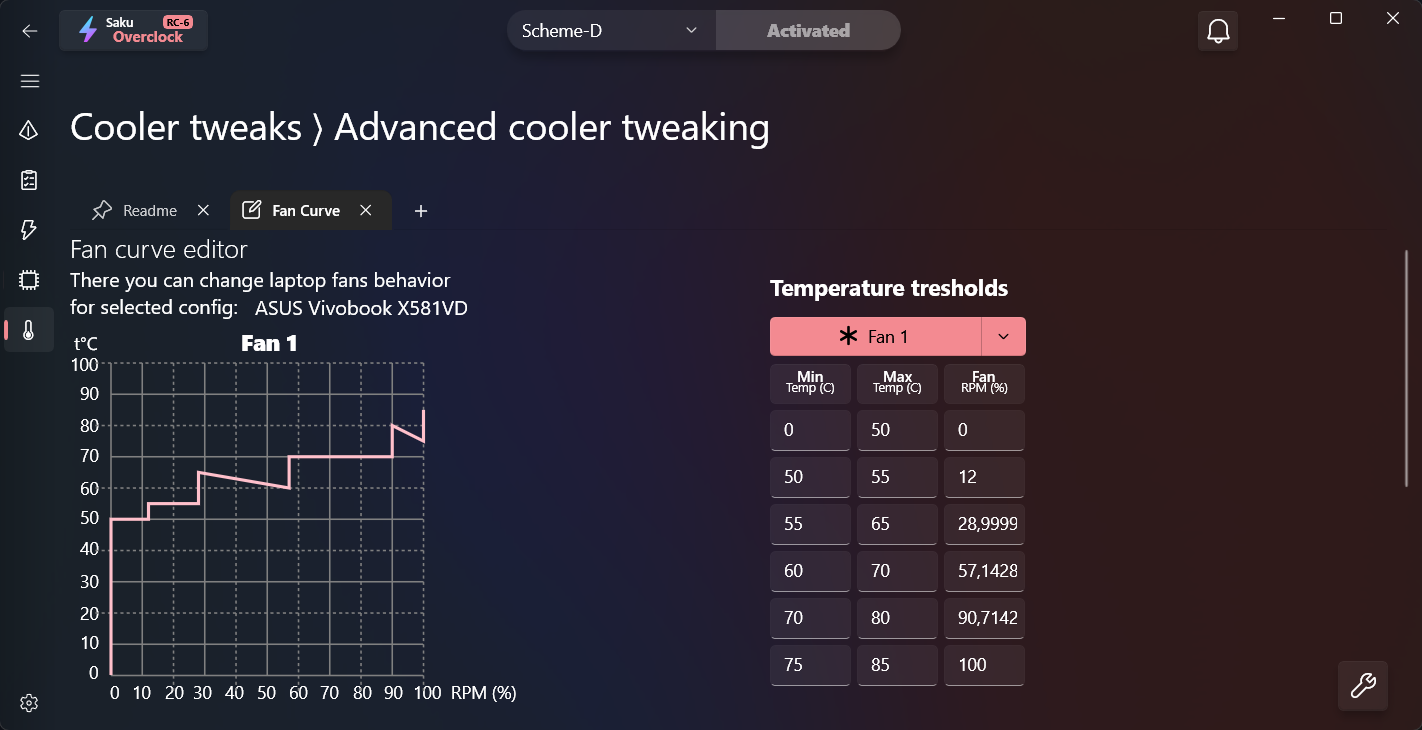 Saku RC-6
Overclock
Scheme-D
Activated
Cooler tweaks ⟩ Advanced cooler tweaking
Readme
Fan Curve
Fan curve editor
There you can change laptop fans behavior
for selected config: ASUS Vivobook X581VD
t°C
Fan 1
100
90
80
70
60
50
40
30
20
10
0
0 10 20 30 40 50 60 70 80 90 100 RPM (%)
Temperature tresholds
Fan 1
Min Max Fan
Temp (C) Temp (C) RPM (%)
0 50 0
50 55 12
55 65 28,9999
60 70 57,1428
70 80 90,7142
75 85 100